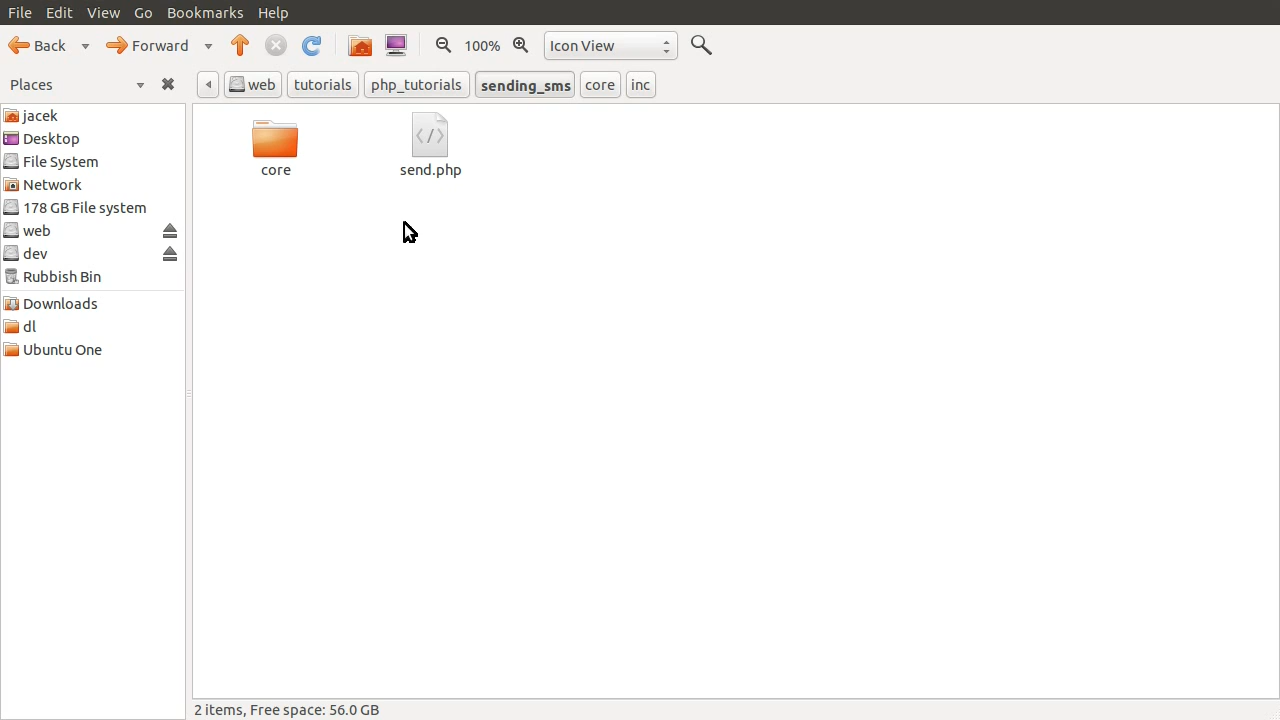 File Edit View Go Bookmarks Help
Back Forward 100% Icon View
Places web tutorials php_tutorials sending_sms core inc
jacek
Desktop
File System
Network
178 GB File system
web
dev
Rubbish Bin
Downloads
dl
Ubuntu One
core send.php
2 items, Free space: 56.0 GB